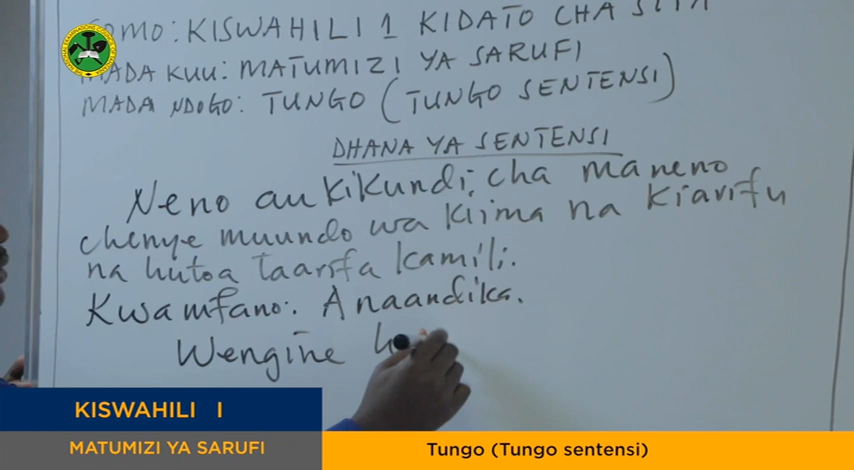 SOMO: KISWAHILI 1 KIDATO CHA SITA
MADA KUU: MATUMIZI YA SARUFI
MADA NDOGO: TUNGO (TUNGO SENTENSI)
DHANA YA SENTENSI
Neno au kikundi cha maneno
chenye muundo wa kiima na kiarifu
na hutoa taarifa kamili.
Kwa mfano: Anaandika.
Wengine h
KISWAHILI I
MATUMIZI YA SARUFI
Tungo (Tungo sentensi)